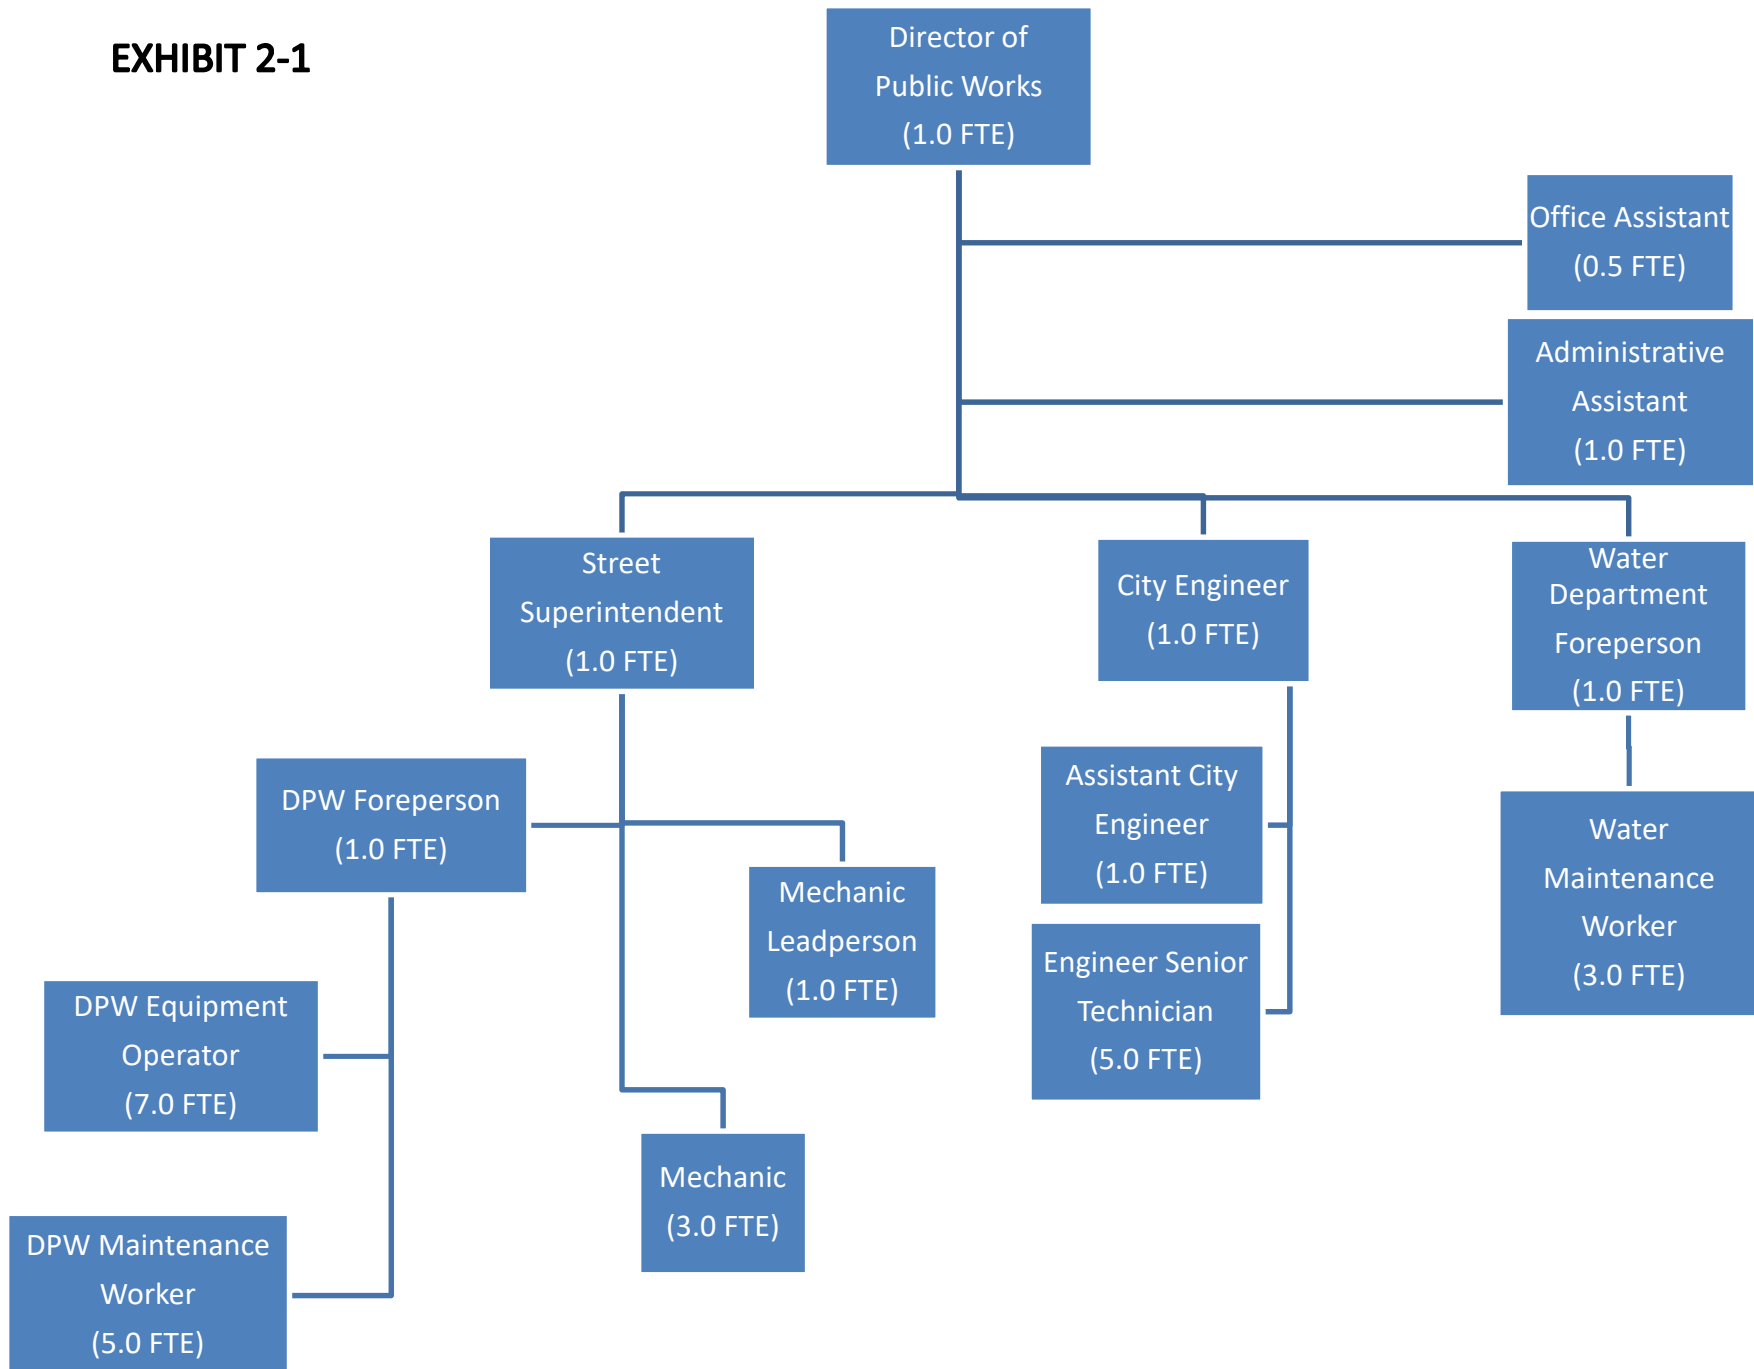 EXHIBIT 2-1
Director of
Public Works
(1.0 FTE)
Office Assistant
(0.5 FTE)
Administrative
Assistant
(1.0 FTE)
Street
Superintendent
(1.0 FTE)
City Engineer
(1.0 FTE)
Water
Department
Foreperson
(1.0 FTE)
DPW Foreperson
(1.0 FTE)
Mechanic
Leadperson
(1.0 FTE)
Assistant City
Engineer
(1.0 FTE)
Water
Maintenance
Worker
(3.0 FTE)
Engineer Senior
Technician
(5.0 FTE)
DPW Equipment
Operator
(7.0 FTE)
Mechanic
(3.0 FTE)
DPW Maintenance
Worker
(5.0 FTE)